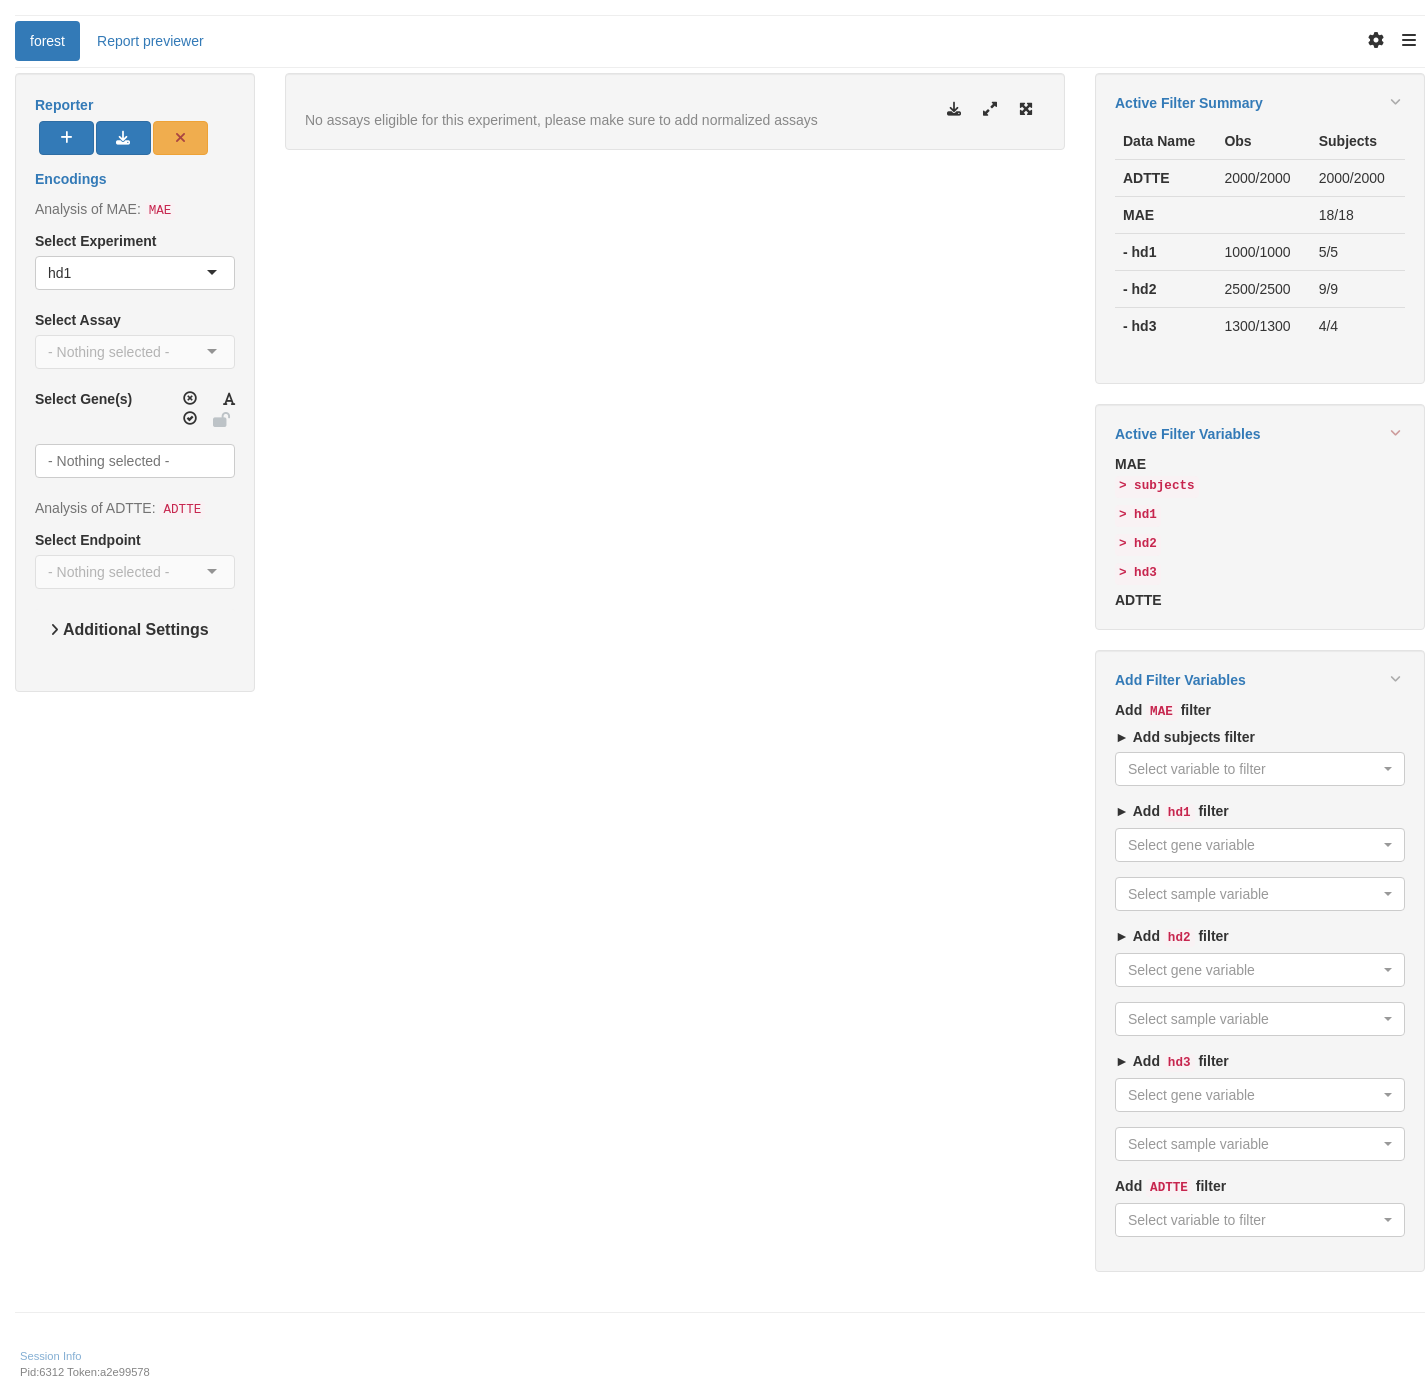 forest
Report previewer
Reporter
Encodings
Analysis of MAE: MAE
Select Experiment
hd1
Select Assay
- Nothing selected -
Select Gene(s)
- Nothing selected -
Analysis of ADTTE: ADTTE
Select Endpoint
- Nothing selected -
Additional Settings
No assays eligible for this experiment, please make sure to add normalized assays
Active Filter Summary
Data Name Obs Subjects
ADTTE 2000/2000 2000/2000
MAE 18/18
- hd1 1000/1000 5/5
- hd2 2500/2500 9/9
- hd3 1300/1300 4/4
Active Filter Variables
MAE
> subjects
> hd1
> hd2
> hd3
ADTTE
Add Filter Variables
Add MAE filter
► Add subjects filter
Select variable to filter
► Add hd1 filter
Select gene variable
Select sample variable
► Add hd2 filter
Select gene variable
Select sample variable
► Add hd3 filter
Select gene variable
Select sample variable
Add ADTTE filter
Select variable to filter
Session Info
Pid:6312 Token:a2e99578